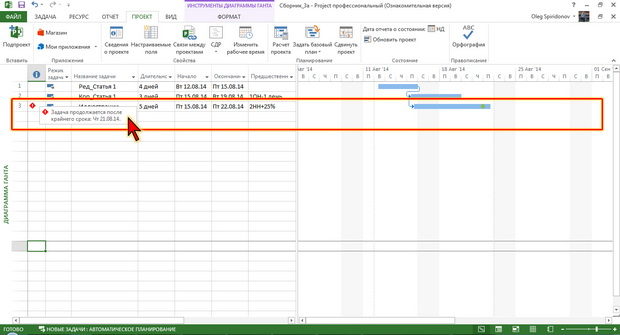 ИНСТРУМЕНТЫ ДИАГРАММЫ ГАНТА
Сборник_3a - Project профессиональный (Ознакомительная версия)
ФАЙЛ ЗАДАЧА РЕСУРС ОТЧЕТ ПРОЕКТ ВИД ФОРМАТ
Oleg Spiridonov
Подпроект
Магазин
Мои приложения
Сведения о проекте
Настраиваемые поля
Связи между проектами
СДР
Изменить рабочее время
Расчет проекта
Задать базовый план
Сдвинуть проект
Дата отчета о состоянии: НД
Обновить проект
ABC
Орфография
Вставить Приложения Свойства Планирование Состояние Правописание
Режим задачи Название задачи Длительнос Начало Окончание Предшественн
11 Авг '14 18 Авг '14 25 Авг '14 01 Сен
1 Ред_Статья 1 4 дней Вт 12.08.14 Пт 15.08.14
2 Кор_Статья 1 3 дней Пт 15.08.14 Вт 19.08.14 1ОН-1 день
3 5 дней Пт 15.08.14 Пт 22.08.14 2НН+25%
Задача продолжается после
крайнего срока: Чт 21.08.14.
ДИАГРАММА ГАНТА
ГОТОВО НОВЫЕ ЗАДАЧИ : АВТОМАТИЧЕСКОЕ ПЛАНИРОВАНИЕ